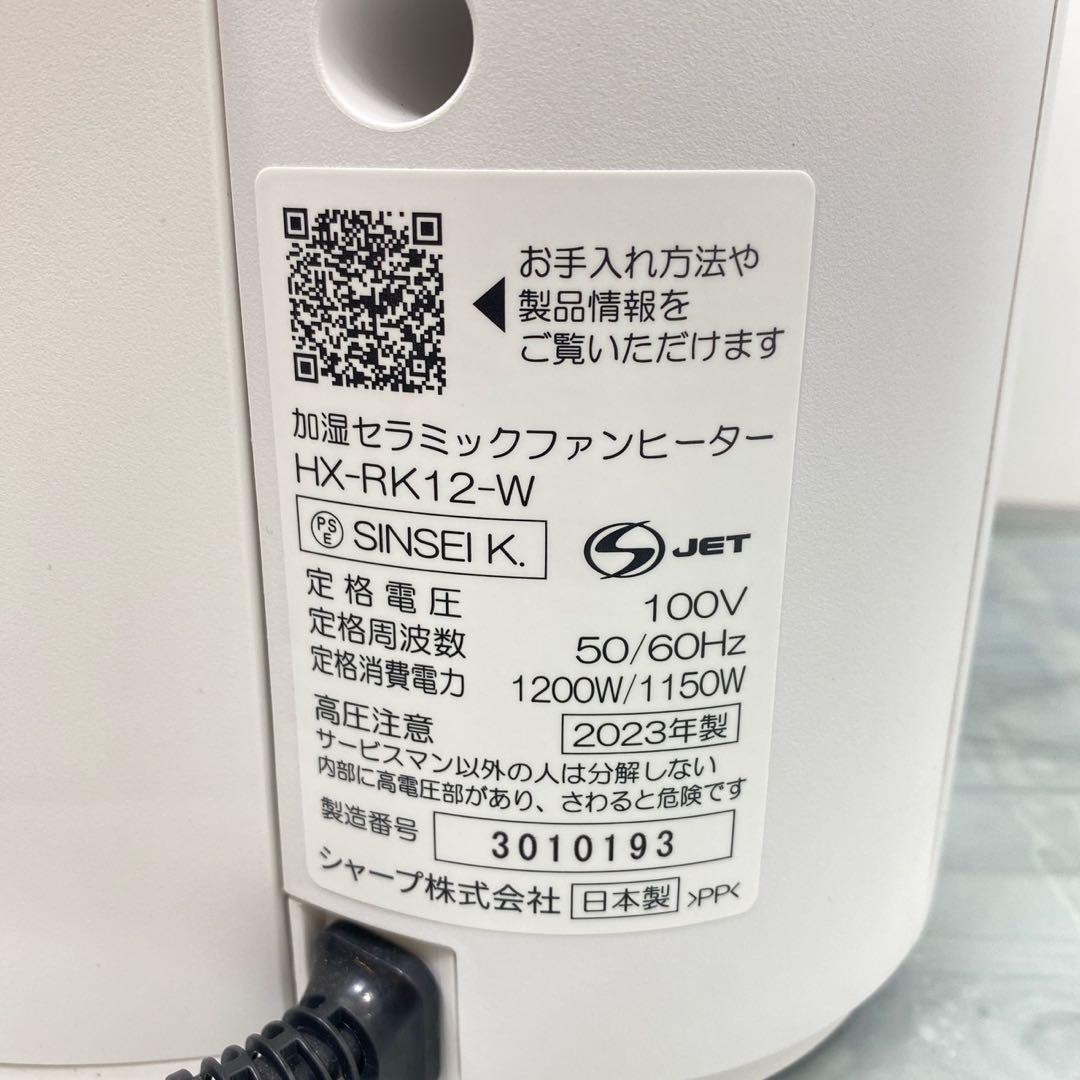 お手入れ方法や
製品情報を
ご覧いただけます
加湿セラミックファンヒーター
HX-RK12-W
PSE SINSEI K.
JET
定格電圧 100V
定格周波数 50/60Hz
定格消費電力 1200W/1150W
高圧注意 2023年製
サービスマン以外の人は分解しない
内部に高電圧部があり、さわると危険です
製造番号 3010193
シャープ株式会社 日本製 >PP<